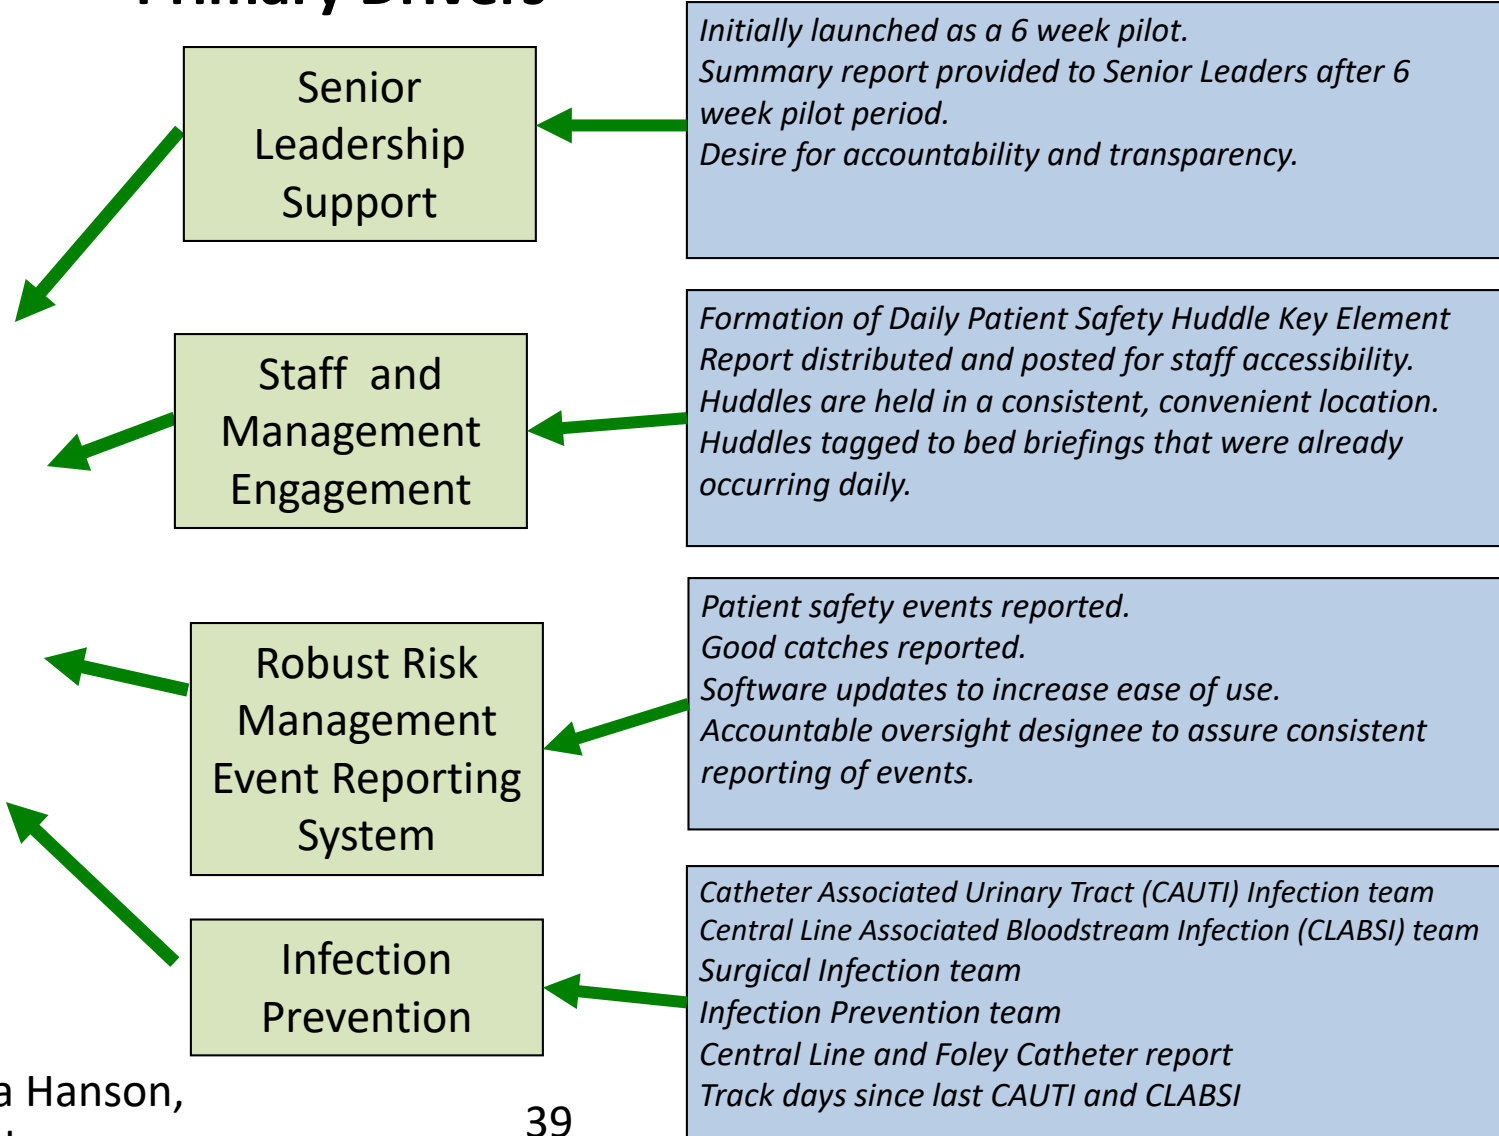 Primary Drivers
Senior
Leadership
Support
Initially launched as a 6 week pilot.
Summary report provided to Senior Leaders after 6
week pilot period.
Desire for accountability and transparency.
Staff and
Management
Engagement
Formation of Daily Patient Safety Huddle Key Element
Report distributed and posted for staff accessibility.
Huddles are held in a consistent, convenient location.
Huddles tagged to bed briefings that were already
occurring daily.
Robust Risk
Management
Event Reporting
System
Patient safety events reported.
Good catches reported.
Software updates to increase ease of use.
Accountable oversight designee to assure consistent
reporting of events.
Infection
Prevention
Catheter Associated Urinary Tract (CAUTI) Infection team
Central Line Associated Bloodstream Infection (CLABSI) team
Surgical Infection team
Infection Prevention team
Central Line and Foley Catheter report
Track days since last CAUTI and CLABSI
a Hanson,
39